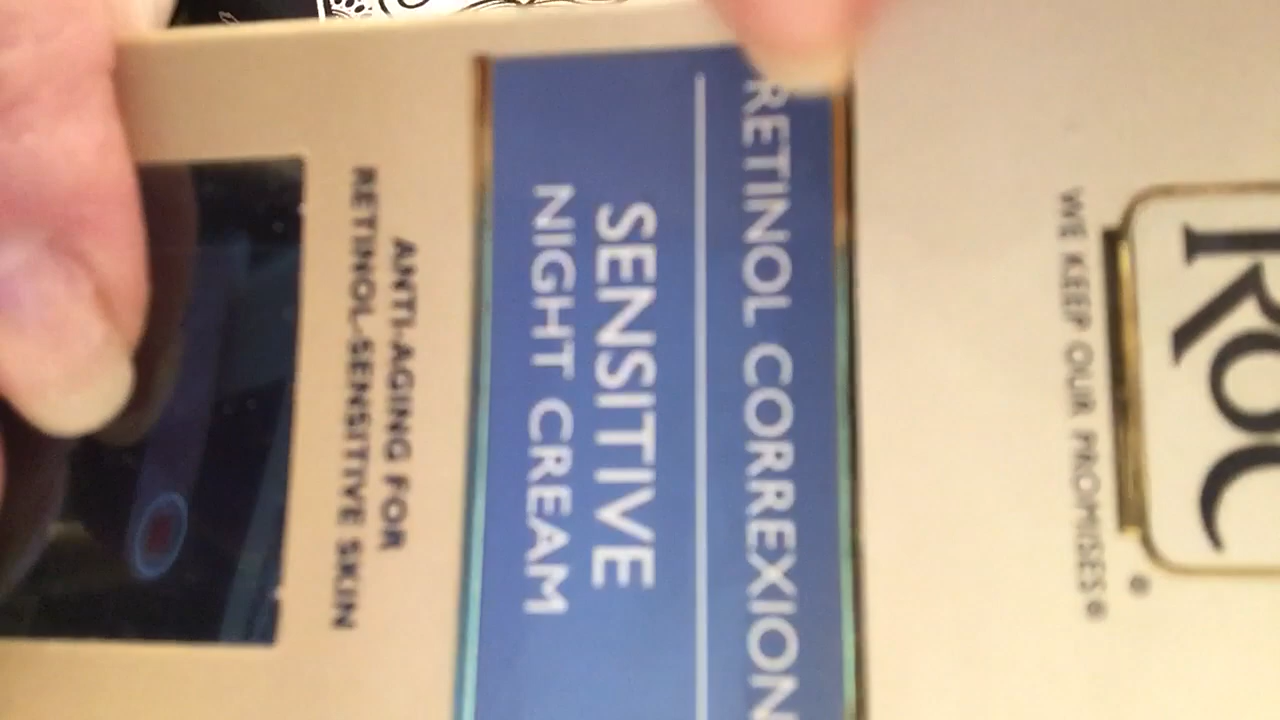 RoC
®
WE KEEP OUR PROMISES®
RETINOL CORREXION
SENSITIVE
NIGHT CREAM
ANTI-AGING FOR
RETINOL-SENSITIVE SKIN